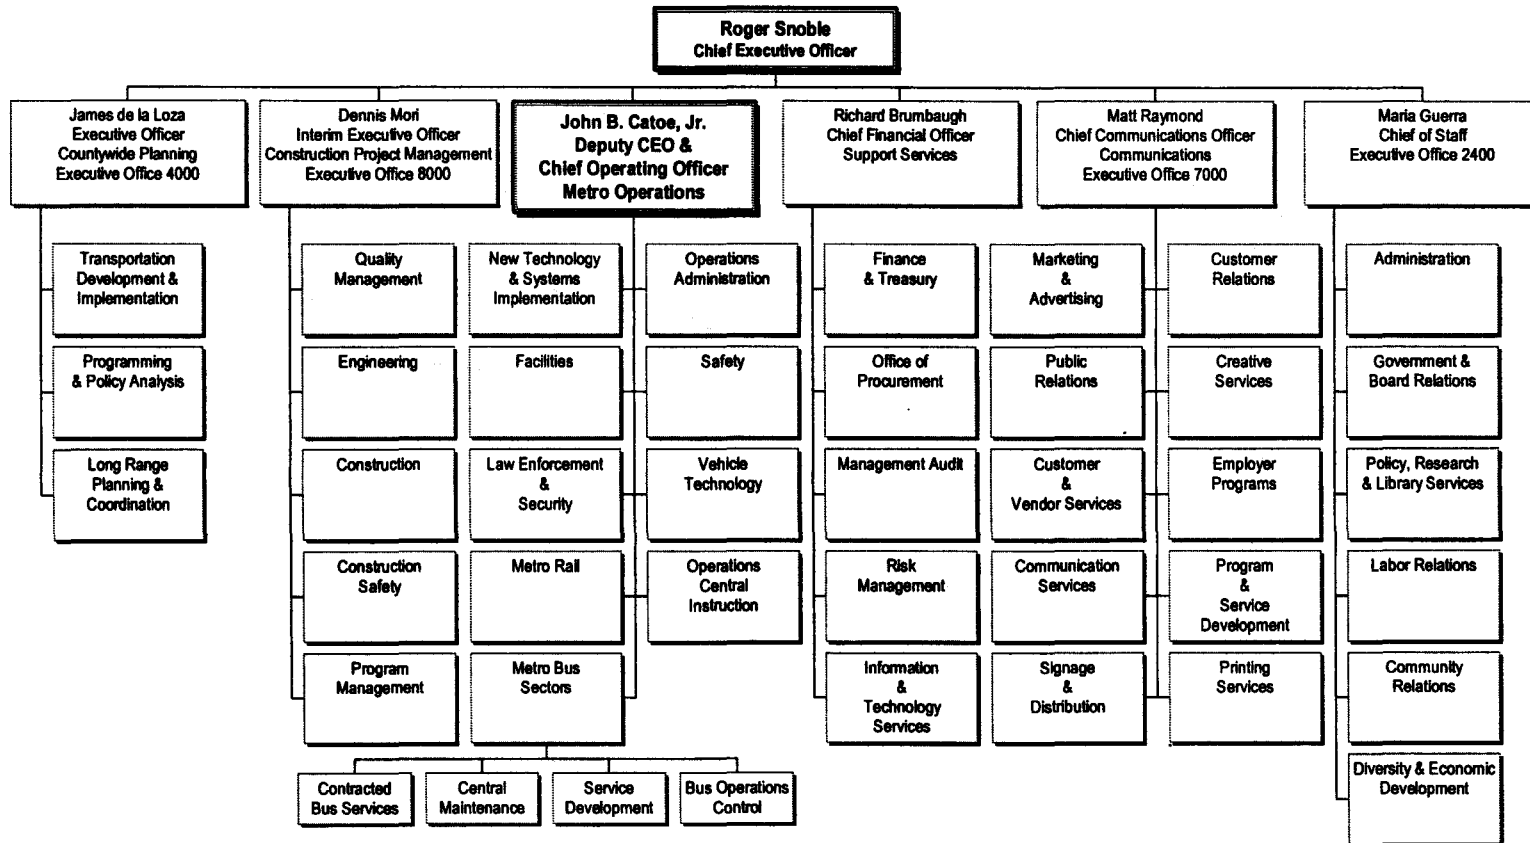 Roger Snoble
Chief Executive Officer
James de la Loza
Executive Officer
Countywide Planning
Executive Office 4000
Dennis Mori
Interim Executive Officer
Construction Project Management
Executive Office 8000
John B. Catoe, Jr.
Deputy CEO &
Chief Operating Officer
Metro Operations
Richard Brumbaugh
Chief Financial Officer
Support Services
Matt Raymond
Chief Communications Officer
Communications
Executive Office 7000
Maria Guerra
Chief of Staff
Executive Office 2400
Transportation
Development &
Implementation
Programming
& Policy Analysis
Long Range
Planning &
Coordination
Quality
Management
Engineering
Construction
Construction
Safety
Program
Management
New Technology
& Systems
Implementation
Facilities
Law Enforcement
&
Security
Metro Rail
Metro Bus
Sectors
Operations
Administration
Safety
Vehicle
Technology
Operations
Central
Instruction
Contracted
Bus Services
Central
Maintenance
Service
Development
Bus Operations
Control
Finance
& Treasury
Office of
Procurement
Management Audit
Risk
Management
Information
&
Technology
Services
Marketing
&
Advertising
Public
Relations
Customer
&
Vendor Services
Communication
Services
Signage
&
Distribution
Customer
Relations
Creative
Services
Employer
Programs
Program
&
Service
Development
Printing
Services
Administration
Government &
Board Relations
Policy, Research
& Library Services
Labor Relations
Community
Relations
Diversity & Economic
Development